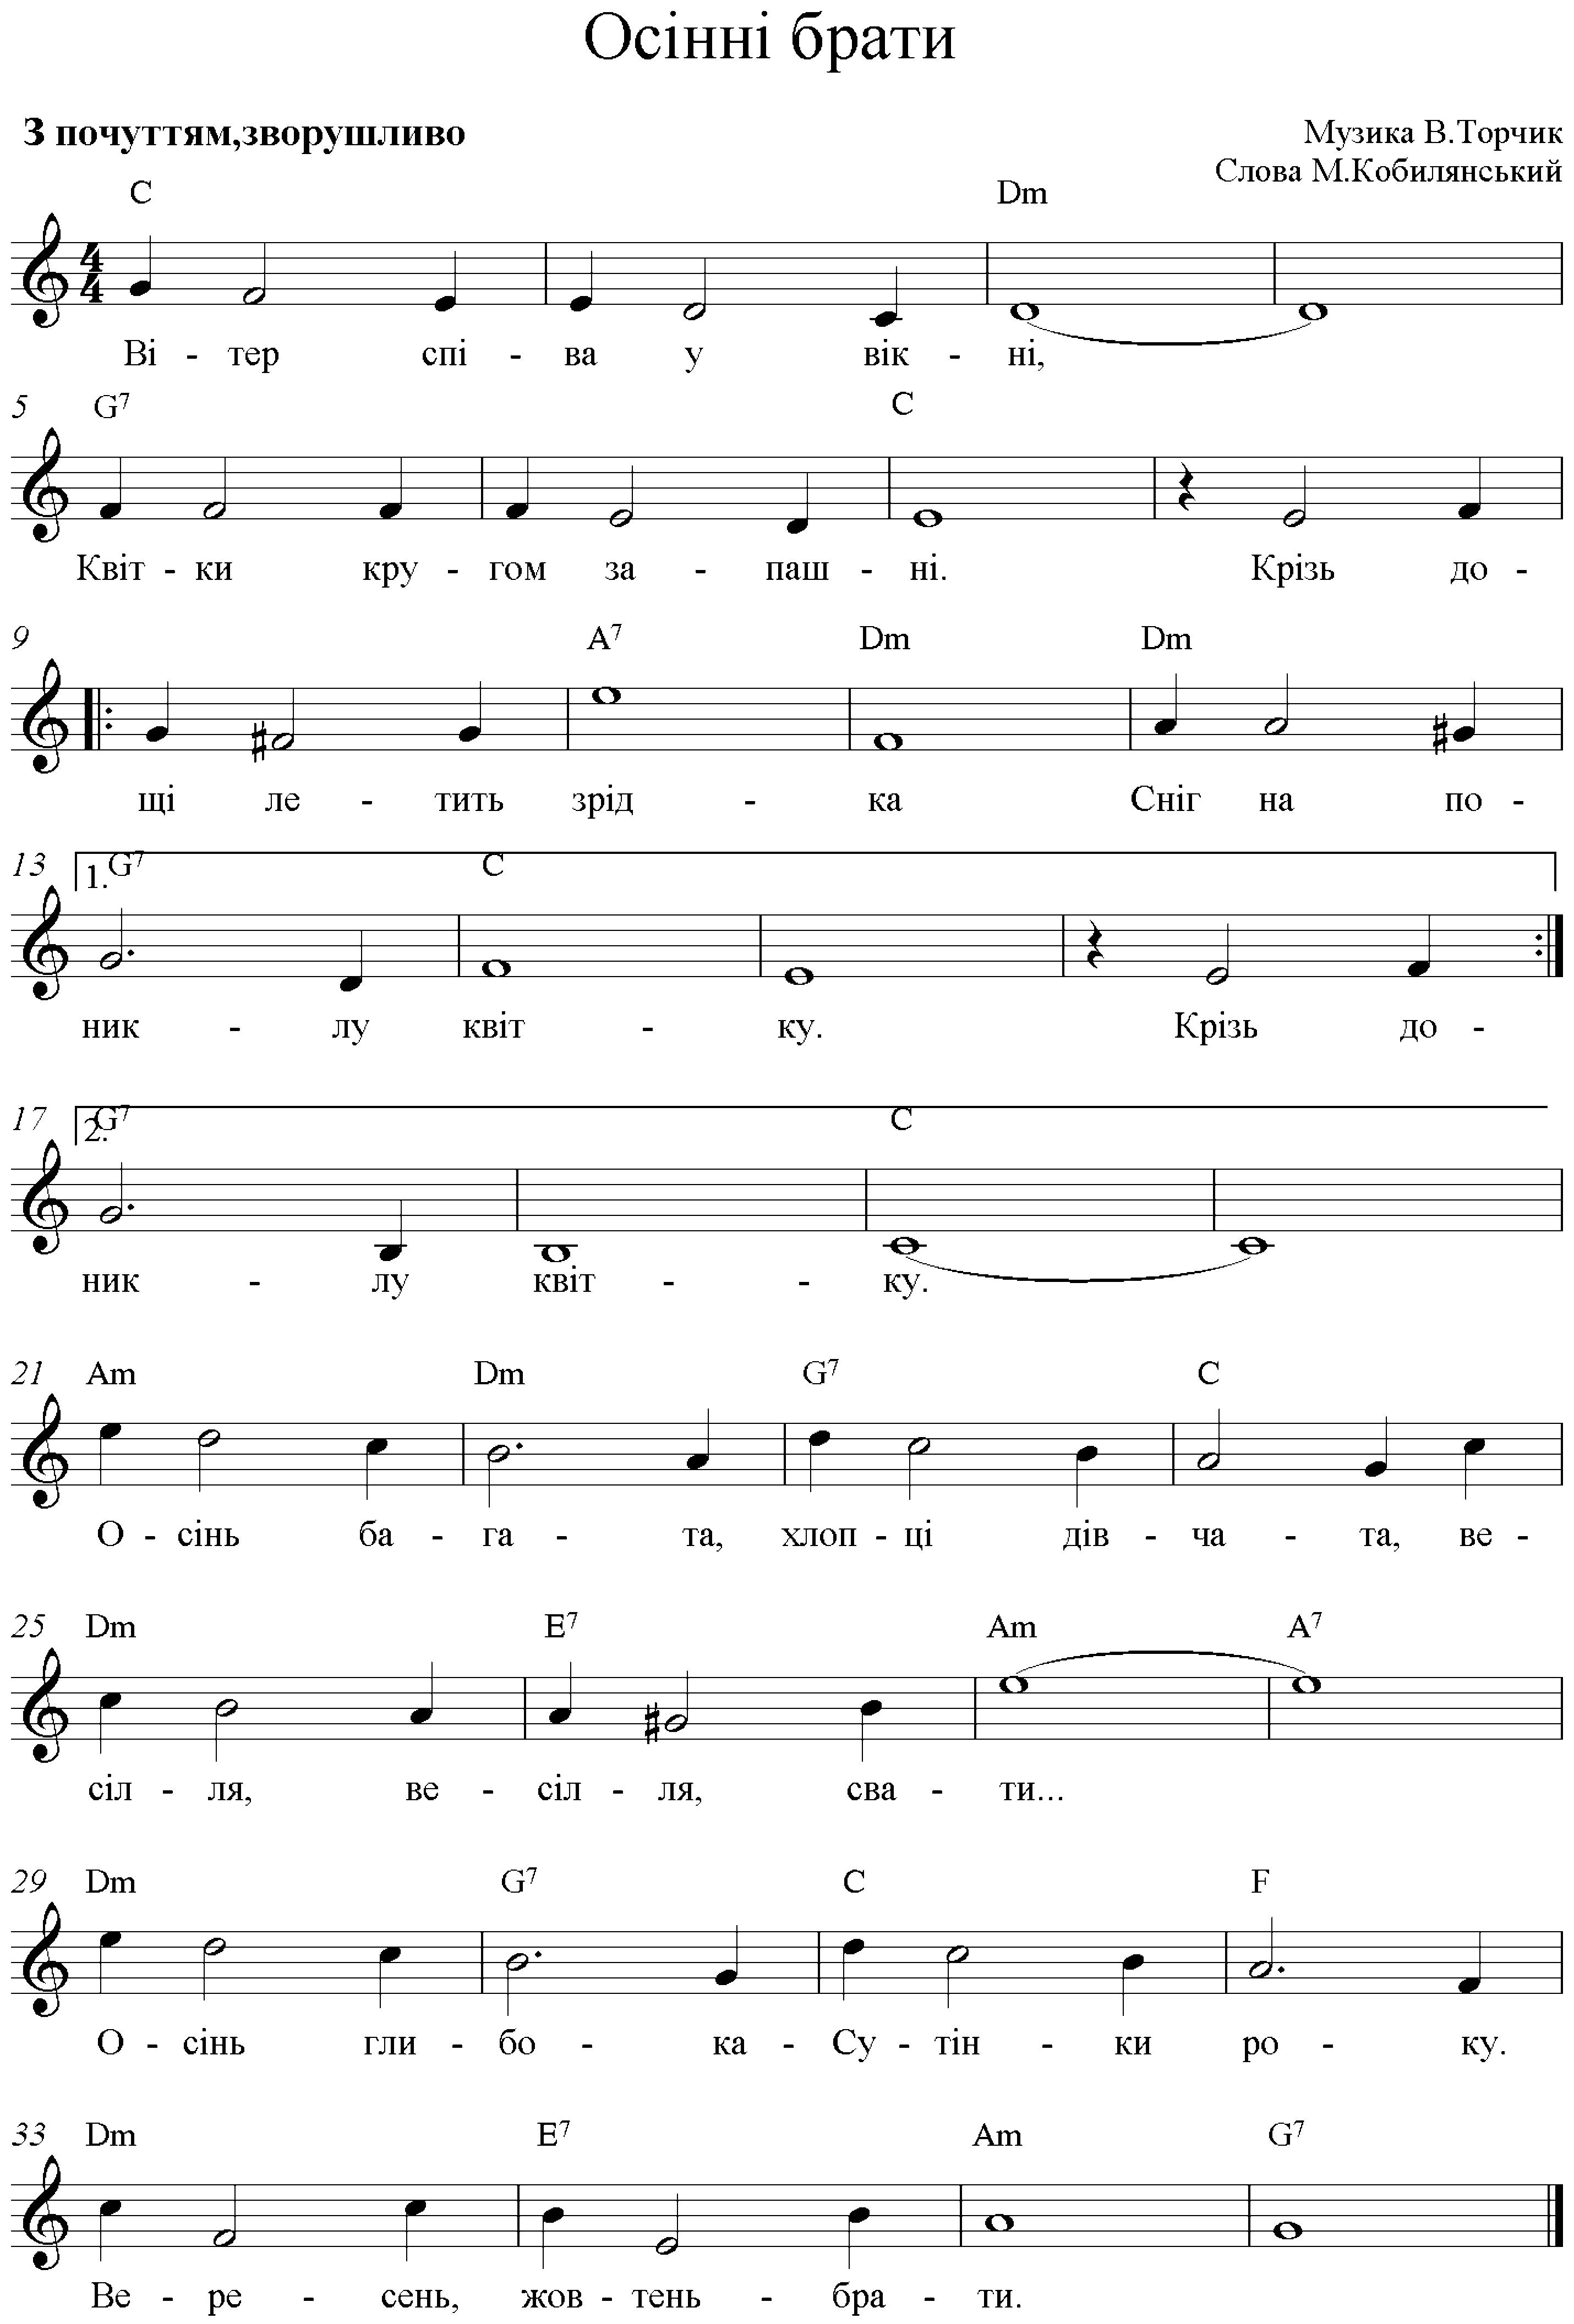 Осінні брати
З почуттям,зворушливо
Музика В.Торчик
Слова М.Кобилянський
C Dm
4
4
Ві - тер спі - ва у вік - ні,
5 G7 C
Квіт - ки кру - гом за - паш - ні. Крізь до -
9 A7 Dm Dm
щі ле - тить зрід - ка Сніг на по -
13 1. G7 C
ник - лу квіт - ку. Крізь до -
17 2. G7 C
ник - лу квіт - - ку.
21 Am Dm G7 C
О - сінь ба - га - та, хлоп - ці дів - ча - та, ве -
25 Dm E7 Am A7
сіл - ля, ве - сіл - ля, сва - ти...
29 Dm G7 C F
О - сінь гли - бо - ка - Су - тін - ки ро - ку.
33 Dm E7 Am G7
Ве - ре - сень, жов - тень - бра - ти.